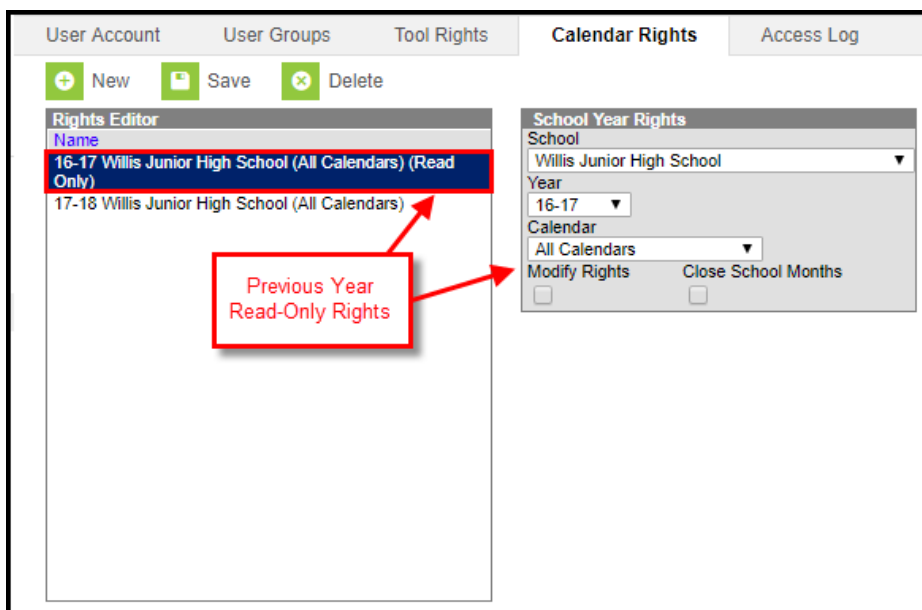 User Account User Groups Tool Rights Calendar Rights Access Log
New Save Delete
Rights Editor
Name
16-17 Willis Junior High School (All Calendars) (Read
Only)
17-18 Willis Junior High School (All Calendars)
Previous Year
Read-Only Rights
School Year Rights
School
Willis Junior High School
Year
16-17
Calendar
All Calendars
Modify Rights Close School Months